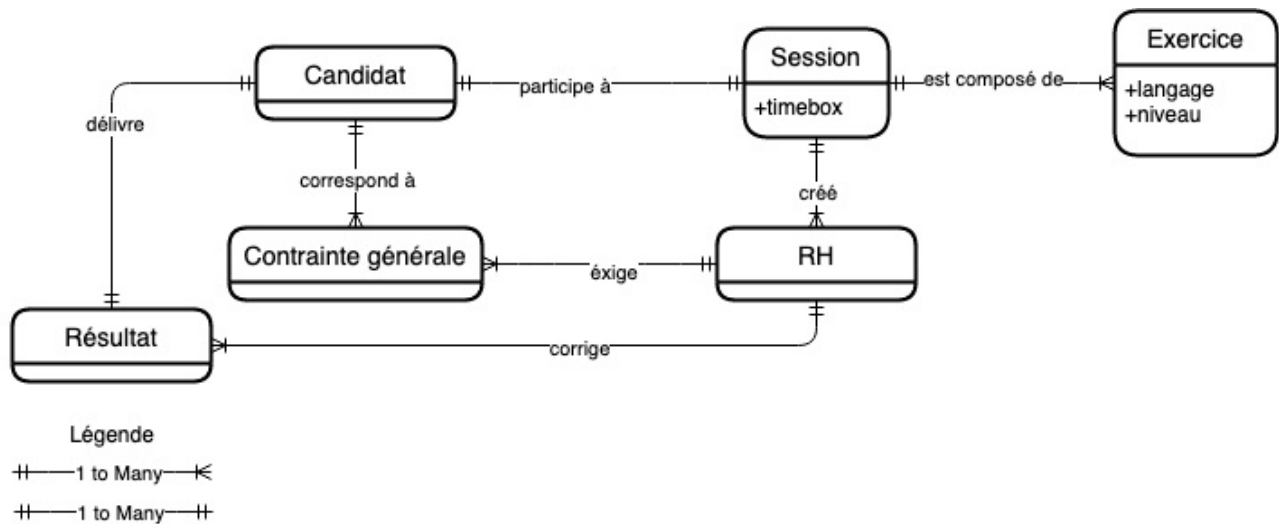 Candidat
participe à
Session
+timebox
est composé de
Exercice
+langage
+niveau
délivre
correspond à
créé
Contrainte générale
éxige
RH
Résultat
corrige
Légende
1 to Many
1 to Many